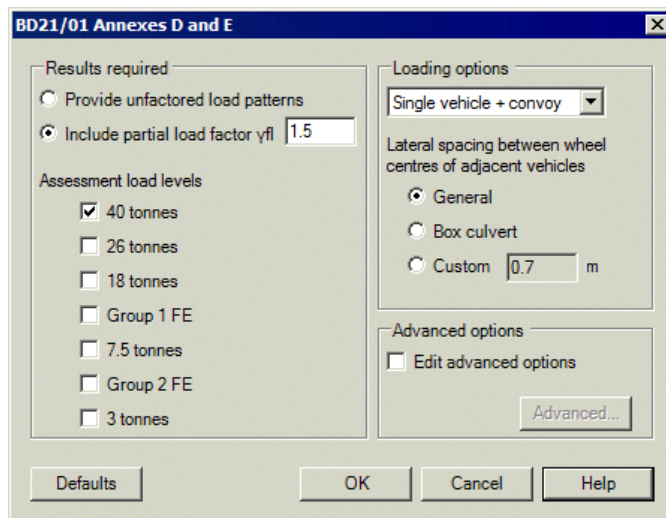 BD21/01 Annexes D and E
Results required
Provide unfactored load patterns
Include partial load factor γfl 1.5
Assessment load levels
40 tonnes
26 tonnes
18 tonnes
Group 1 FE
7.5 tonnes
Group 2 FE
3 tonnes
Loading options
Single vehicle + convoy
Lateral spacing between wheel
centres of adjacent vehicles
General
Box culvert
Custom 0.7 m
Advanced options
Edit advanced options
Advanced...
Defaults OK Cancel Help